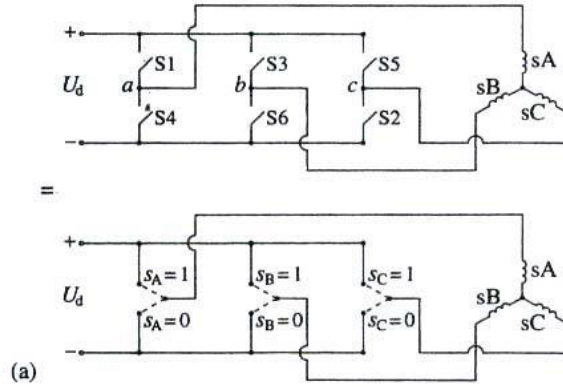 +
S1
S3
S5
sA
U_d
a
b
c
sB
S4
S6
S2
sC
−
=
+
s_A=1
s_B=1
s_C=1
sA
U_d
sB
s_A=0
s_B=0
s_C=0
sC
−
(a)